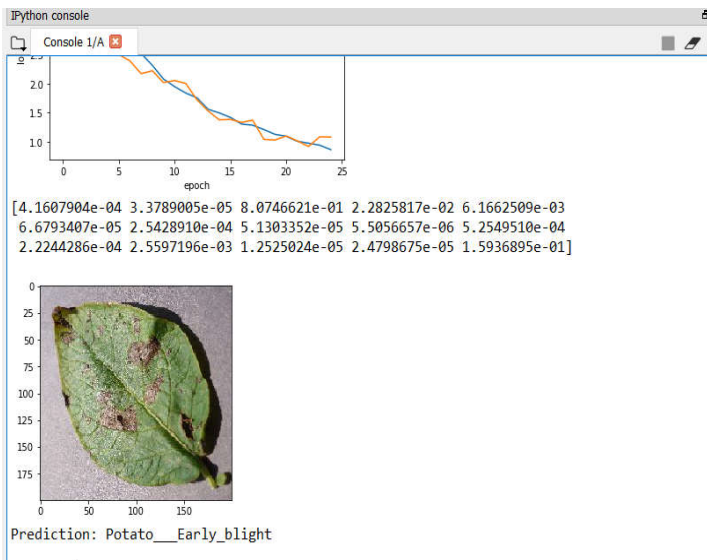 IPython console
Console 1/A
2.5
2.0
1.5
1.0
0 5 10 15 20 25
epoch
[4.1607904e-04 3.3789005e-05 8.0746621e-01 2.2825817e-02 6.1662509e-03
6.6793407e-05 2.5428910e-04 5.1303352e-05 5.5056657e-06 5.2549510e-04
2.2244286e-04 2.5597196e-03 1.2525024e-05 2.4798675e-05 1.5936895e-01]
0
25
50
75
100
125
150
175
0 50 100 150
Prediction: Potato___Early_blight